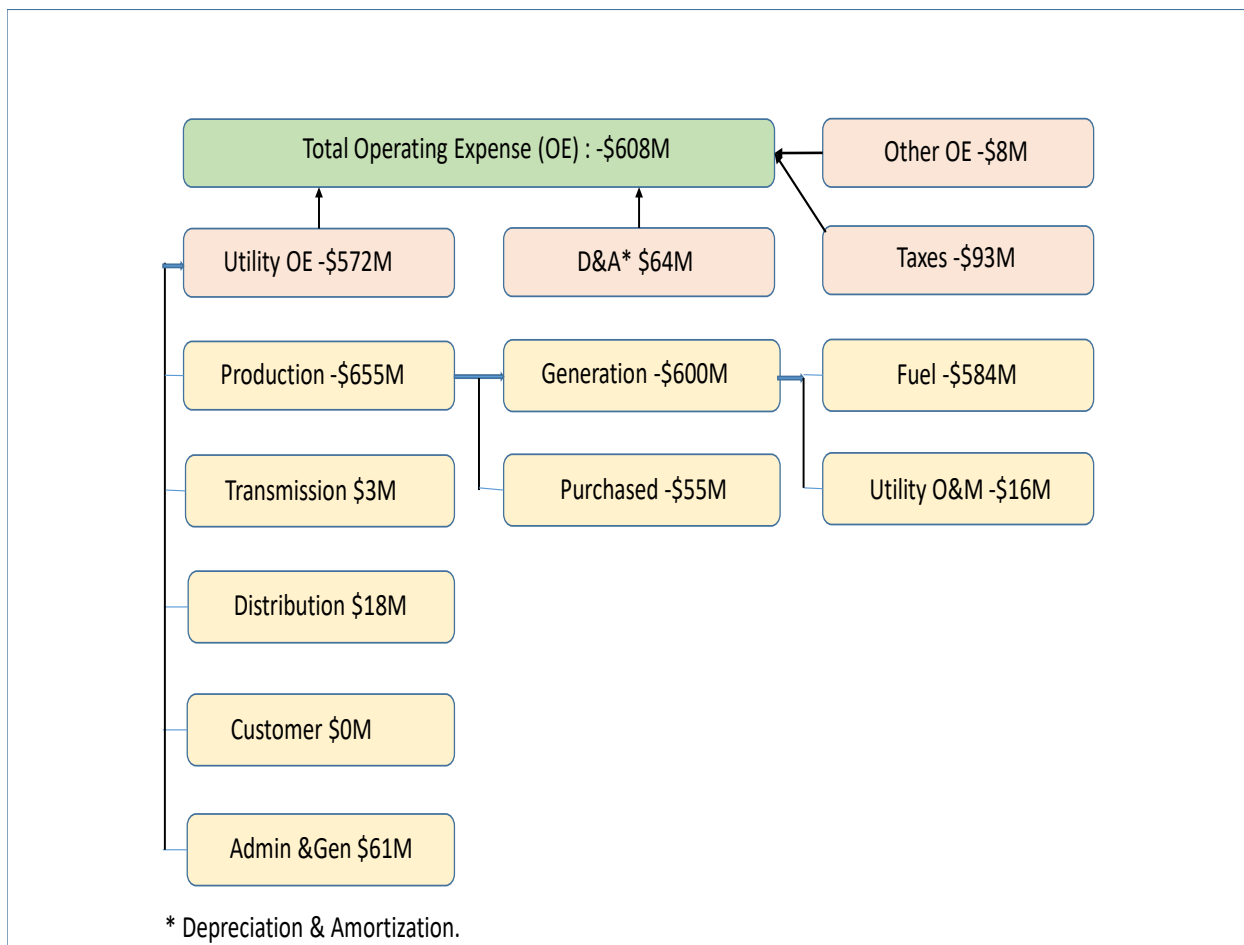 Total Operating Expense (OE) : -$608M
Other OE -$8M
Utility OE -$572M
D&A* $64M
Taxes -$93M
Production -$655M
Generation -$600M
Fuel -$584M
Transmission $3M
Purchased -$55M
Utility O&M -$16M
Distribution $18M
Customer $0M
Admin &Gen $61M
* Depreciation & Amortization.